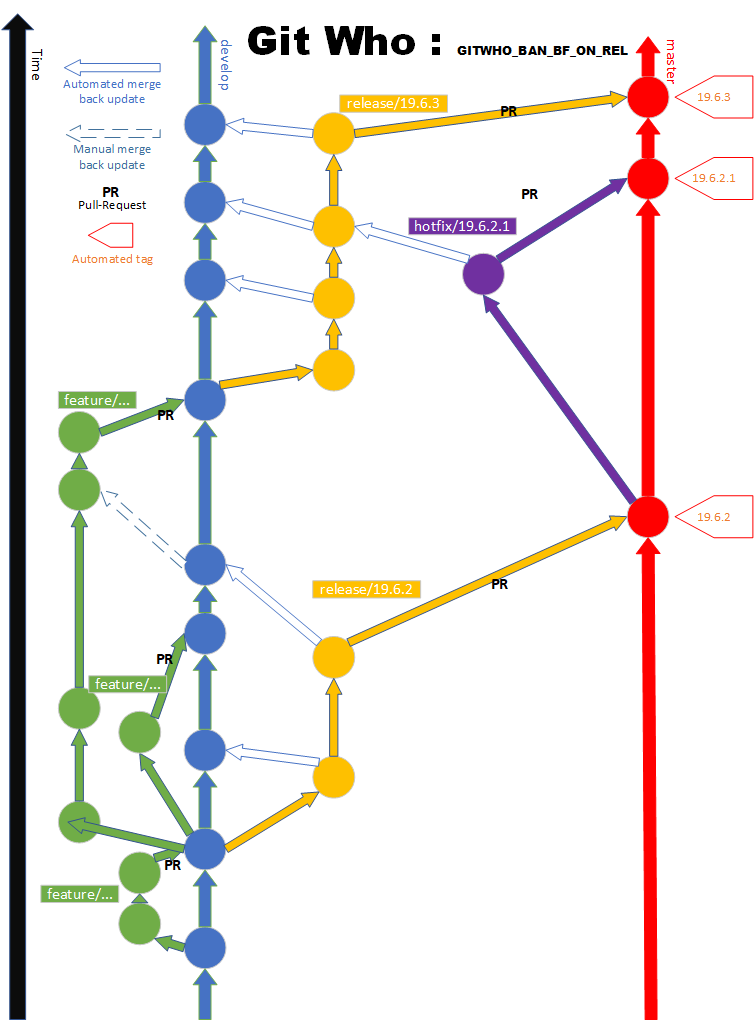 Git Who :
GITWHO_BAN_BF_ON_REL
Time
develop
master
Automated merge
back update
Manual merge
back update
PR
Pull-Request
Automated tag
release/19.6.3
PR
19.6.3
PR
19.6.2.1
hotfix/19.6.2.1
feature/...
PR
19.6.2
release/19.6.2
PR
PR
feature/...
PR
feature/...